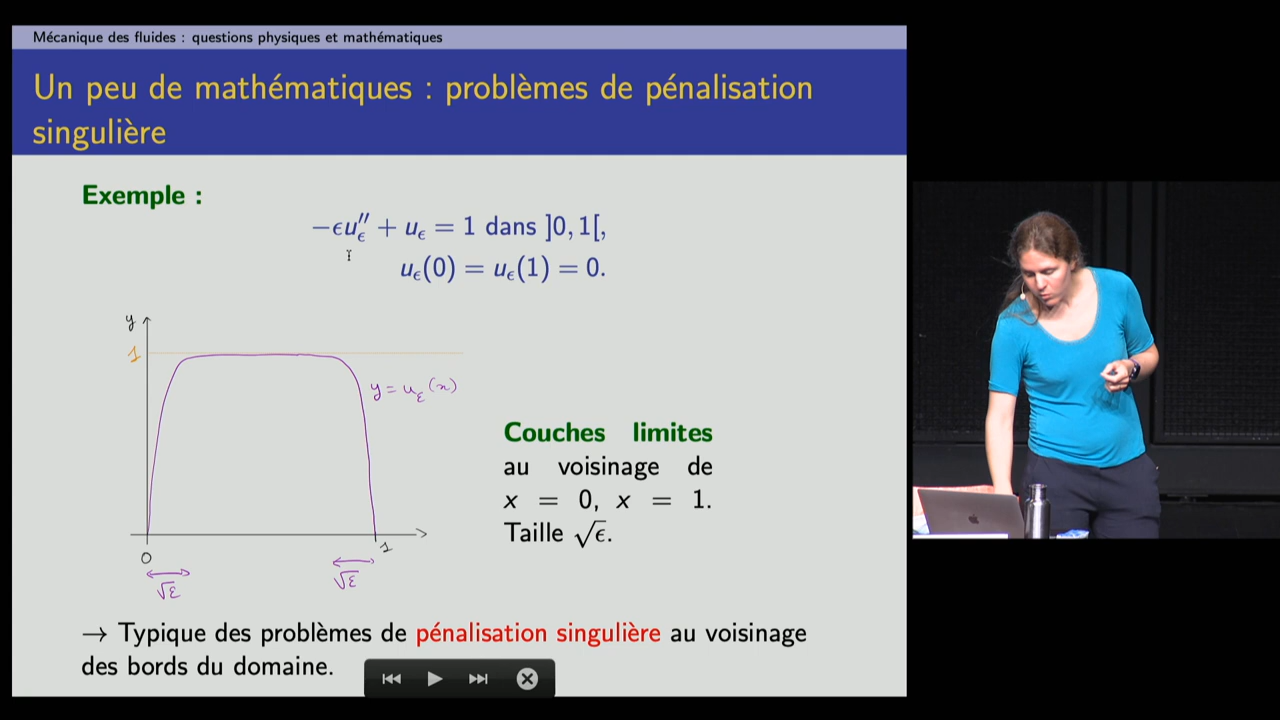 Mécanique des fluides : questions physiques et mathématiques
Un peu de mathématiques : problèmes de pénalisation
singulière
Exemple :
−ϵu″ϵ + uϵ = 1 dans ]0, 1[,
uϵ(0) = uϵ(1) = 0.
y
1
y = uε(x)
Couches limites
au voisinage de
x = 0, x = 1.
Taille √ϵ.
0
1
√ε
√ε
→ Typique des problèmes de pénalisation singulière au voisinage
des bords du domaine.